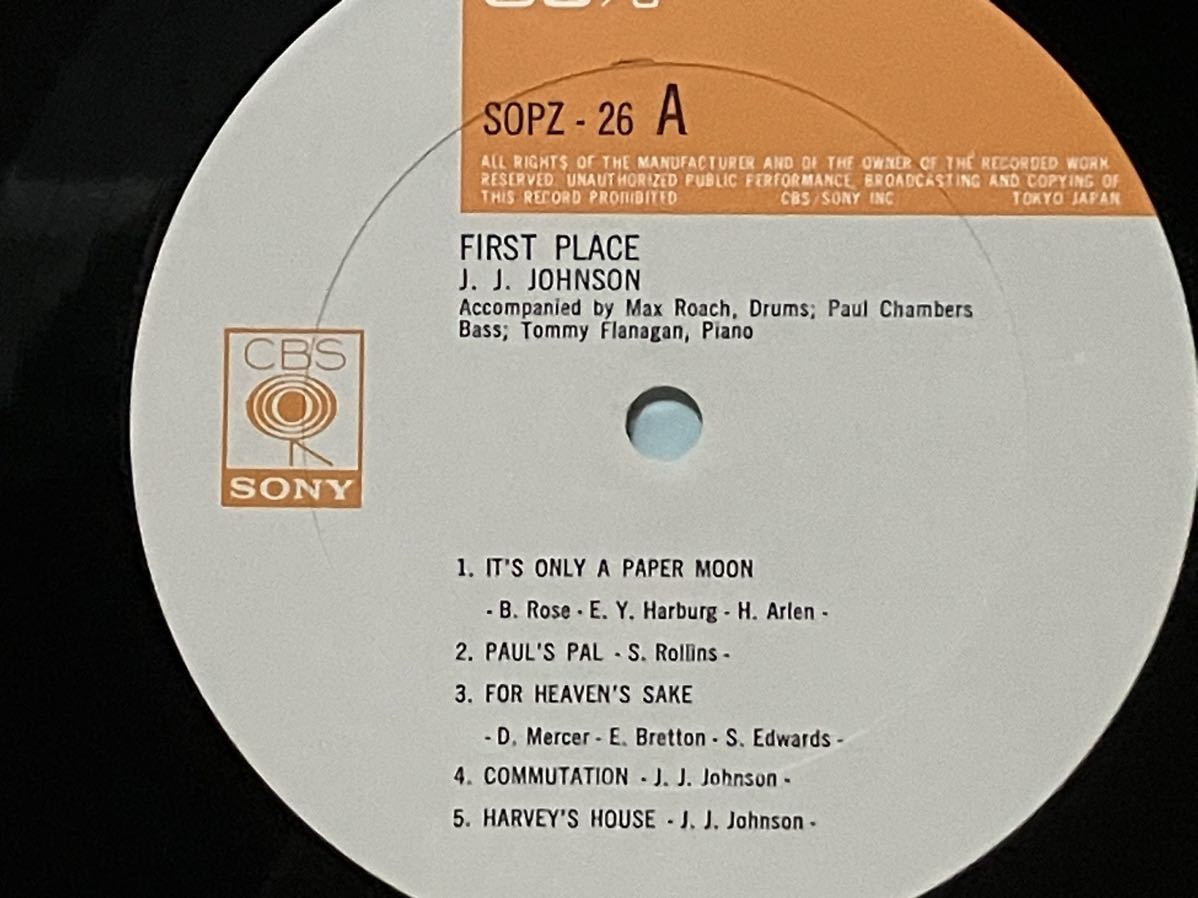 SOPZ - 26 A
ALL RIGHTS OF THE MANUFACTURER AND OF THE OWNER OF THE RECORDED WORK
RESERVED. UNAUTHORIZED PUBLIC PERFORMANCE, BROADCASTING AND COPYING OF
THIS RECORD PROHIBITED CBS/SONY INC TOKYO JAPAN
FIRST PLACE
J. J. JOHNSON
Accompanied by Max Roach, Drums; Paul Chambers
Bass; Tommy Flanagan, Piano
CBS
SONY
1. IT'S ONLY A PAPER MOON
- B. Rose - E. Y. Harburg - H. Arlen -
2. PAUL'S PAL - S. Rollins -
3. FOR HEAVEN'S SAKE
- D. Mercer - E. Bretton - S. Edwards -
4. COMMUTATION - J. J. Johnson -
5. HARVEY'S HOUSE - J. J. Johnson -